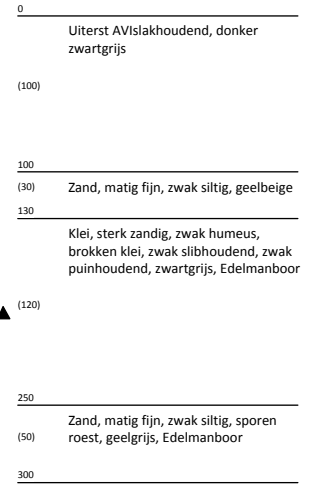 0
Uiterst AVIslakhoudend, donker
zwartgrijs
(100)
100
(30) Zand, matig fijn, zwak siltig, geelbeige
130
Klei, sterk zandig, zwak humeus,
brokken klei, zwak slibhoudend, zwak
puinhoudend, zwartgrijs, Edelmanboor
(120)
250
Zand, matig fijn, zwak siltig, sporen
(50) roest, geelgrijs, Edelmanboor
300